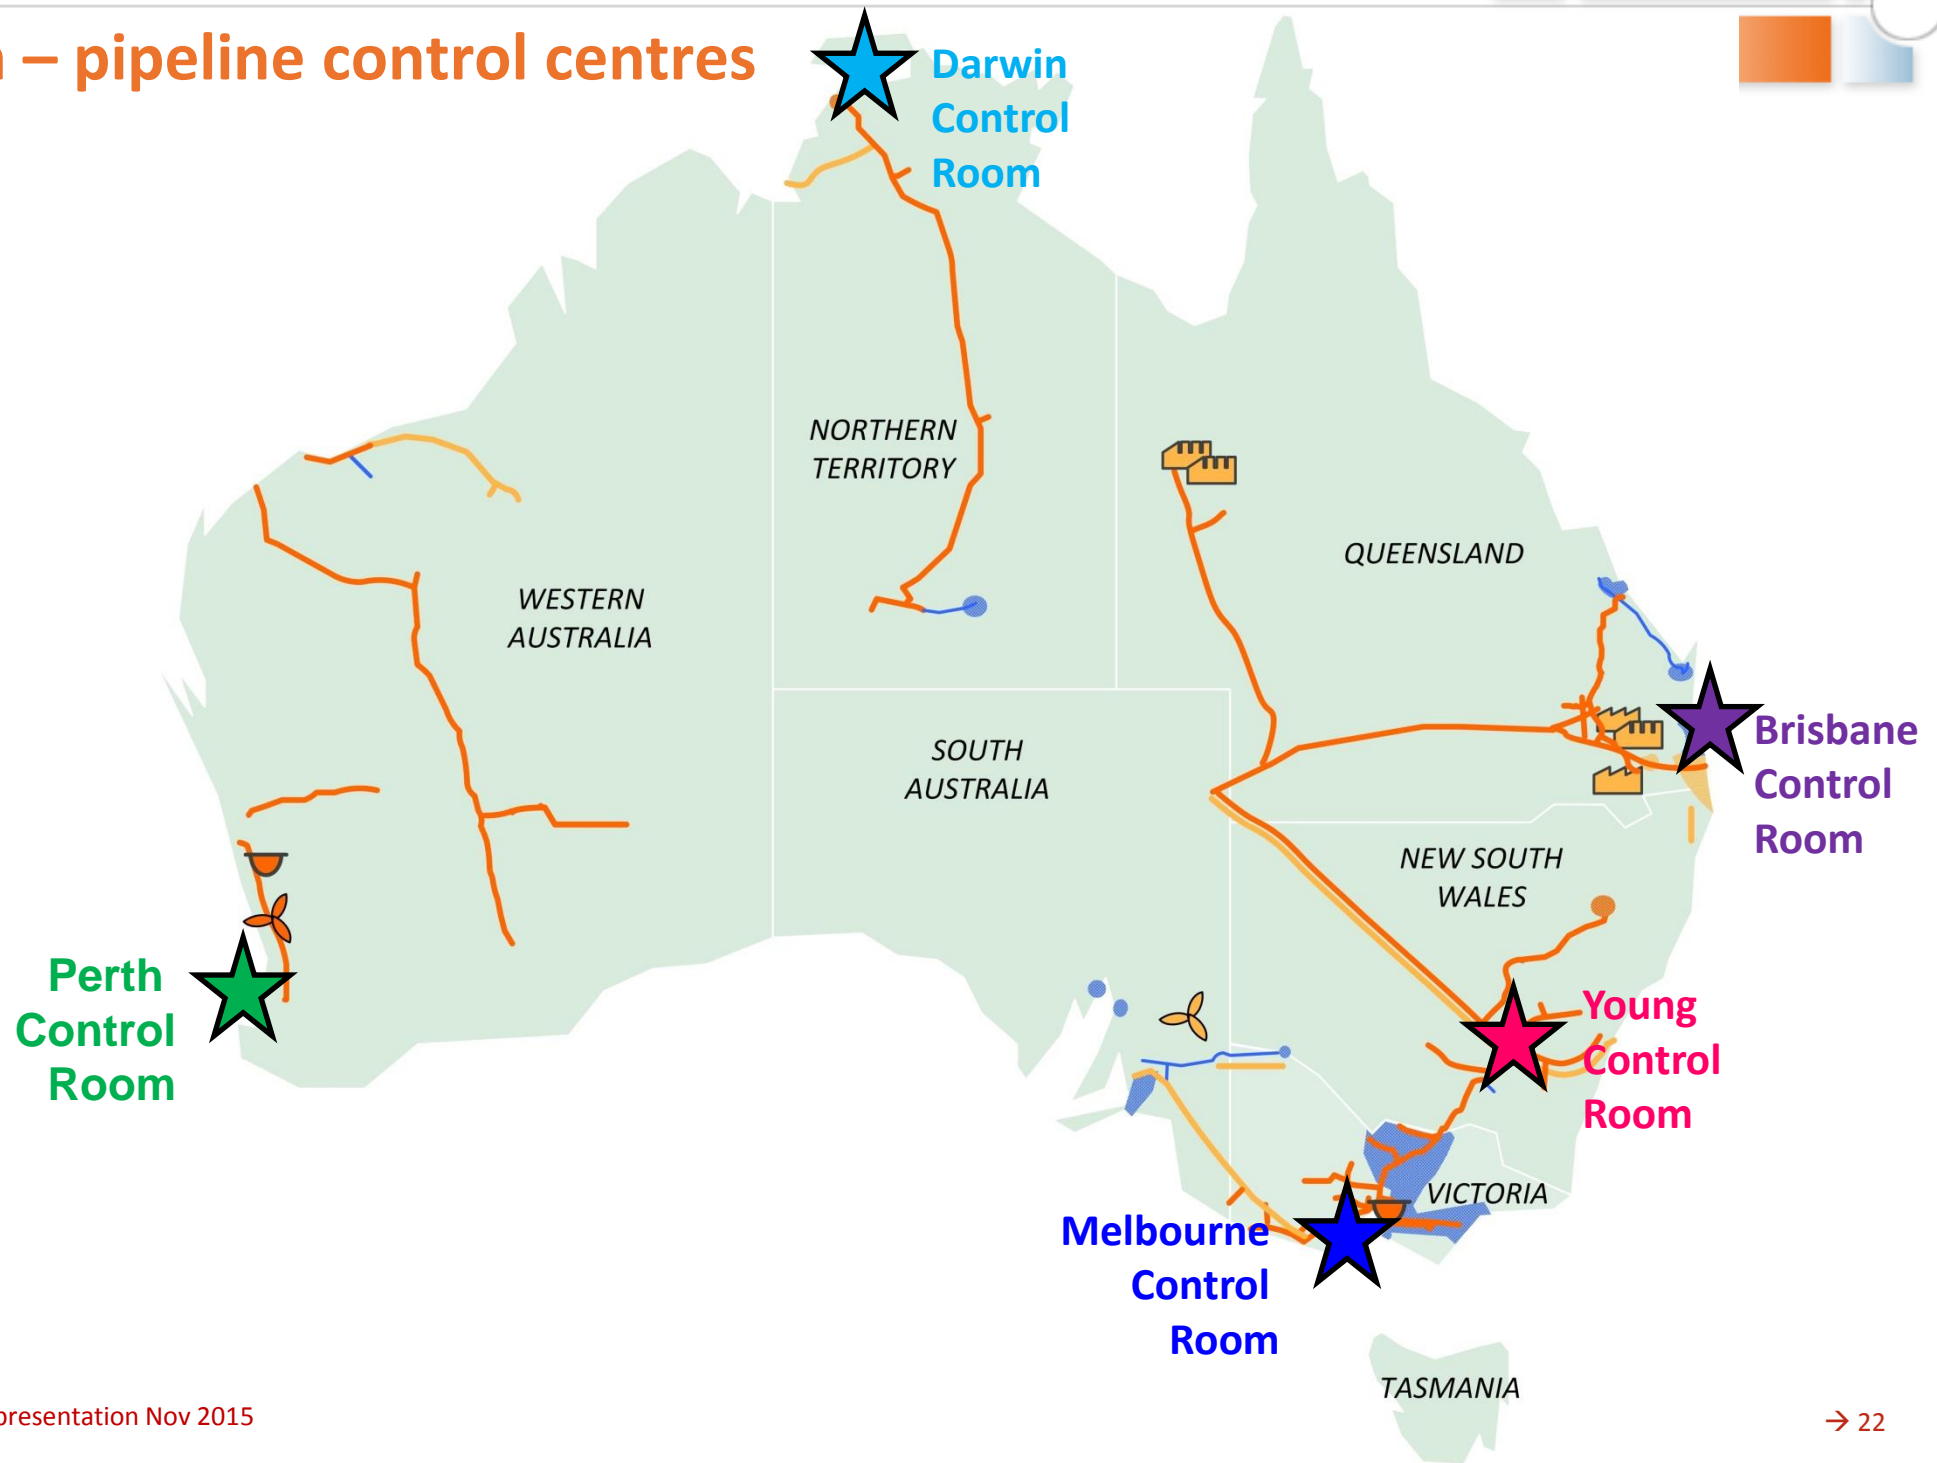 – pipeline control centres
Darwin
Control
Room
NORTHERN
TERRITORY
QUEENSLAND
WESTERN
AUSTRALIA
SOUTH
AUSTRALIA
Brisbane
Control
Room
NEW SOUTH
WALES
Perth
Control
Room
Young
Control
Room
VICTORIA
Melbourne
Control
Room
TASMANIA
presentation Nov 2015
→ 22